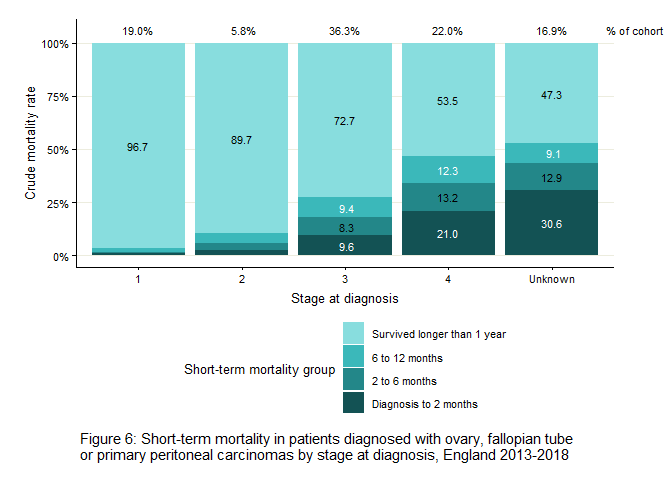 19.0% 5.8% 36.3% 22.0% 16.9% % of cohort
100%
75%
50%
25%
0%
Crude mortality rate
96.7 89.7 72.7 53.5 47.3
9.4 12.3 9.1
8.3 13.2 12.9
9.6 21.0 30.6
1 2 3 4 Unknown
Stage at diagnosis
Short-term mortality group
Survived longer than 1 year
6 to 12 months
2 to 6 months
Diagnosis to 2 months
Figure 6: Short-term mortality in patients diagnosed with ovary, fallopian tube
or primary peritoneal carcinomas by stage at diagnosis, England 2013-2018